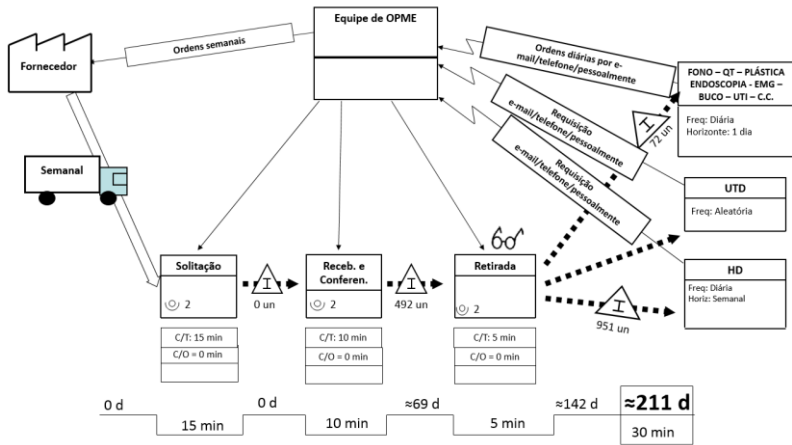 Equipe de OPME
Ordens semanais
Fornecedor
Ordens diárias por e-
mail/telefone/pessoalmente
FONO – QT – PLÁSTICA
ENDOSCOPIA - EMG –
BUCO – UTI – C.C.
Freq: Diária
Horizonte: 1 dia
Requisição
e-mail/telefone/pessoalmente
Requisição
e-mail/telefone/pessoalmente
I
72 un
Semanal
UTD
Freq: Aleatória
Solitação
2
I
0 un
Receb. e
Conferen.
2
I
492 un
Retirada
2
HD
Freq: Diária
Horiz: Semanal
I
951 un
C/T: 15 min
C/O = 0 min
C/T: 10 min
C/O = 0 min
C/T: 5 min
C/O = 0 min
0 d
15 min
0 d
10 min
≈69 d
5 min
≈142 d
≈211 d
30 min